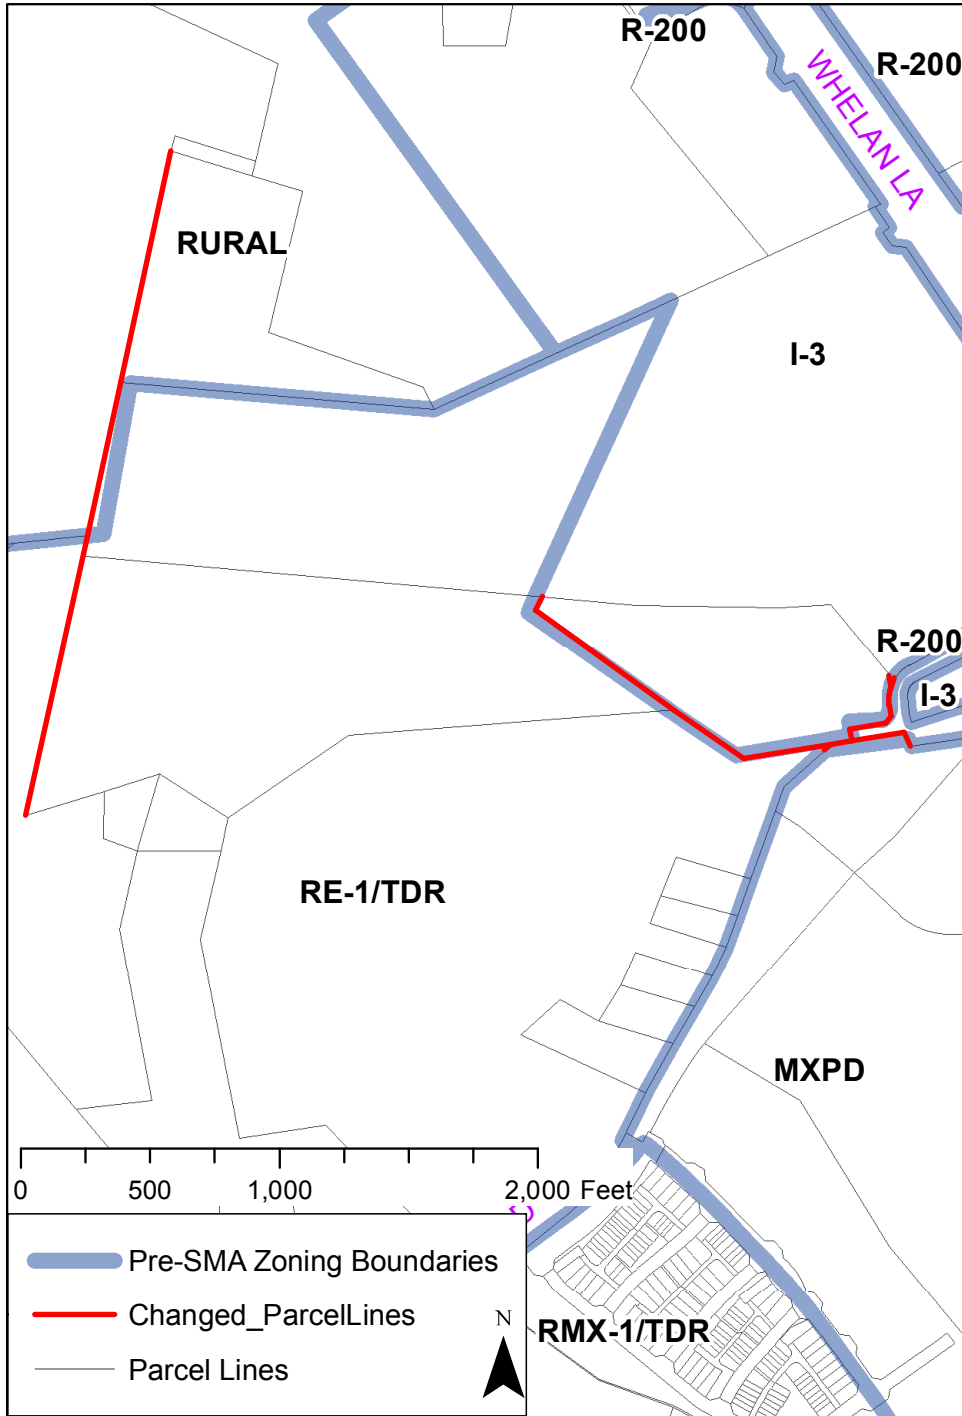 R-200
R-200
WHELAN LA
RURAL
I-3
R-200
I-3
RE-1/TDR
MXPD
0 500 1,000 2,000 Feet
Pre-SMA Zoning Boundaries
Changed_ParcelLines
N
Parcel Lines
RMX-1/TDR